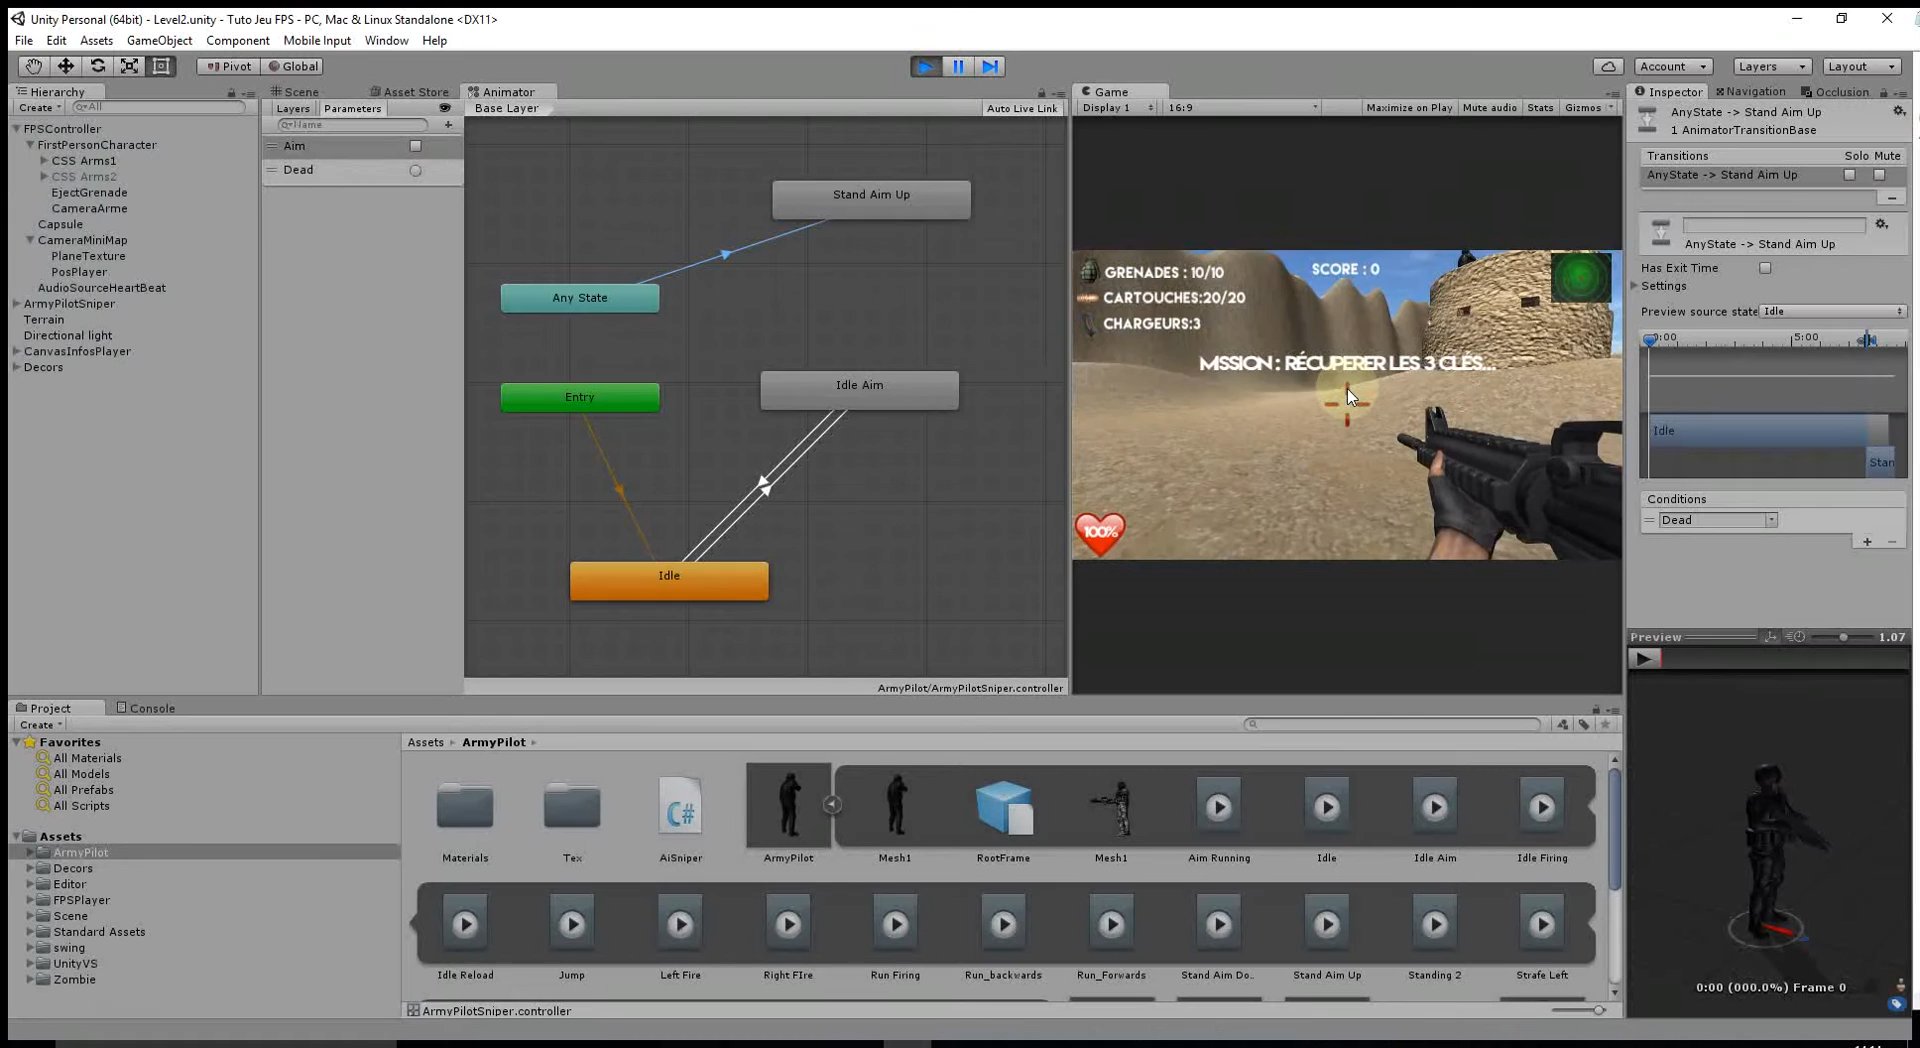 Unity Personal (64bit) - Level2.unity - Tuto Jeu FPS - PC, Mac & Linux Standalone <DX11>
File Edit Assets GameObject Component Mobile Input Window Help
Pivot Global Account Layers Layout
Hierarchy
Create All
FPSController
FirstPersonCharacter
CSS Arms1
CSS Arms2
EjectGrenade
CameraArme
Capsule
CameraMiniMap
PlaneTexture
PosPlayer
AudioSourceHeartBeat
ArmyPilotSniper
Terrain
Directional light
CanvasInfosPlayer
Decors
Scene Asset Store Animator
Layers Parameters Base Layer Auto Live Link
Name
Aim
Dead
Stand Aim Up
Any State
Idle Aim
Entry
Idle
ArmyPilot/ArmyPilotSniper.controller
Game
Display 1 16:9 Maximize on Play Mute audio Stats Gizmos
GRENADES : 10/10
SCORE : 0
CARTOUCHES:20/20
CHARGEURS:3
MISSION : RÉCUPERER LES 3 CLÉS...
100%
Inspector Navigation Occlusion
AnyState -> Stand Aim Up
1 AnimatorTransitionBase
Transitions Solo Mute
AnyState -> Stand Aim Up
AnyState -> Stand Aim Up
Has Exit Time
Settings
Preview source state Idle
0:00 5:00
Idle
Stan
Conditions
Dead
Preview 1.07
0:00 (000.0%) Frame 0
Project Console
Create
Favorites
All Materials
All Models
All Prefabs
All Scripts
Assets
ArmyPilot
Decors
Editor
FPSPlayer
Scene
Standard Assets
swing
UnityVS
Zombie
Assets ArmyPilot
Materials Tex AiSniper ArmyPilot Mesh1 RootFrame Mesh1 Aim Running Idle Idle Aim Idle Firing
Idle Reload Jump Left Fire Right FIre Run Firing Run_backwards Run_Forwards Stand Aim Do.. Stand Aim Up Standing 2 Strafe Left
ArmyPilotSniper.controller